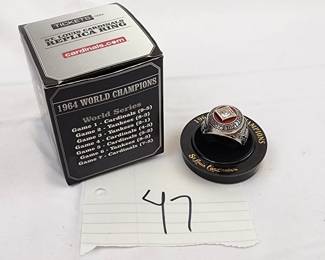 TICKETS
ST. LOUIS CARDINALS
REPLICA RING
cardinals.com
1964 WORLD CHAMPIONS
World Series
Game 1 - Cardinals (9-5)
Game 2 - Yankees (8-3)
Game 3 - Yankees (2-1)
Game 4 - Cardinals (4-3)
Game 5 - Cardinals (5-2)
Game 6 - Yankees (8-3)
Game 7 - Cardinals (7-5)
St. Louis Cardinals
47